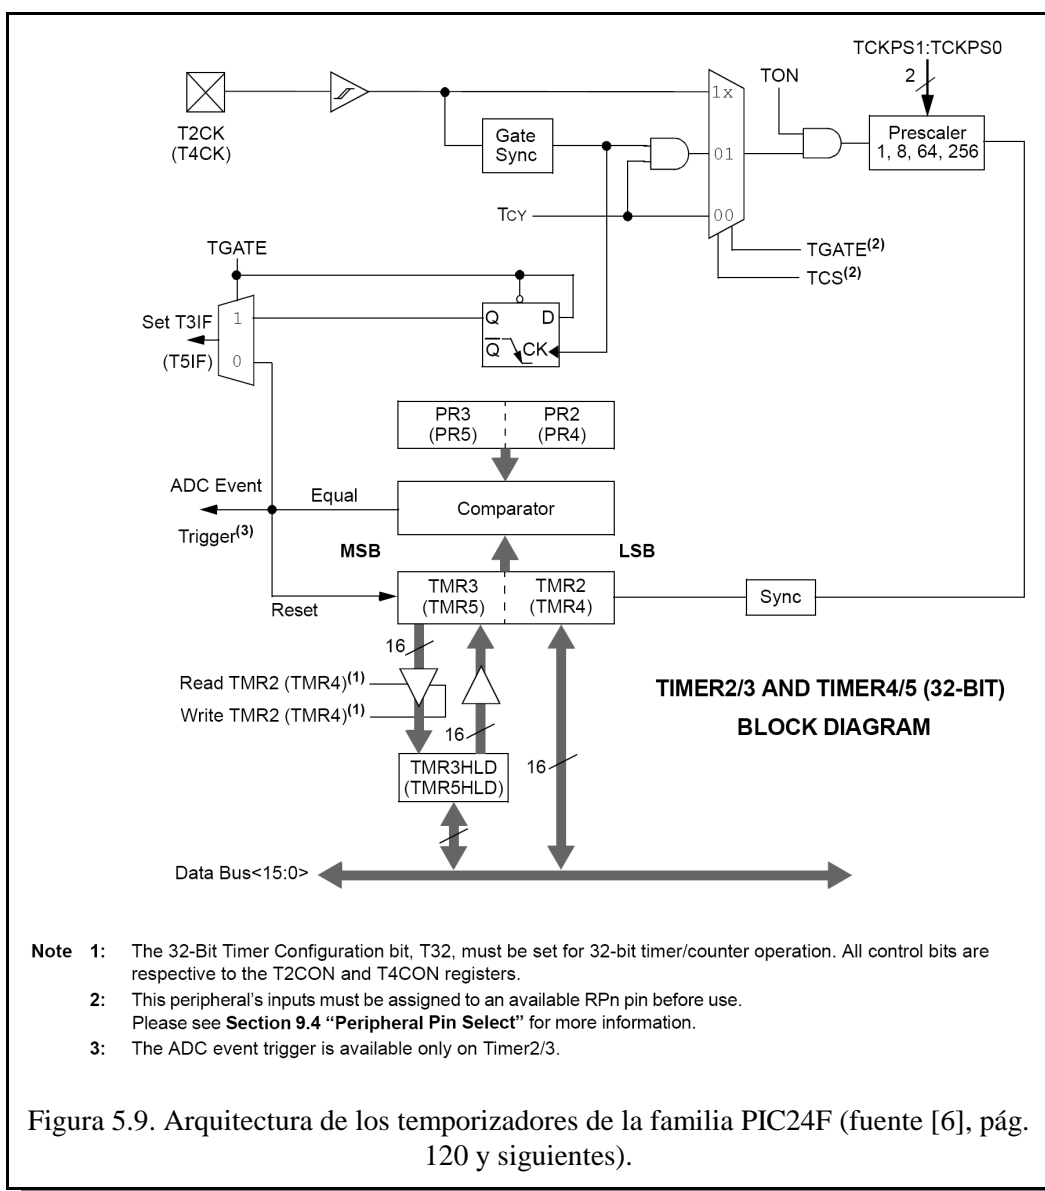 TCKPS1:TCKPS0
TON
2
1x
T2CK
(T4CK)
Gate
Sync
Prescaler
1, 8, 64, 256
01
TCY
00
TGATE
TGATE(2)
TCS(2)
Set T3IF
(T5IF)
1
0
Q
D
Q
CK
PR3
(PR5)
PR2
(PR4)
ADC Event
Trigger(3)
Equal
Comparator
MSB
LSB
TMR3
(TMR5)
TMR2
(TMR4)
Sync
Reset
16
Read TMR2 (TMR4)(1)
Write TMR2 (TMR4)(1)
16
TMR3HLD
(TMR5HLD)
16
TIMER2/3 AND TIMER4/5 (32-BIT)
BLOCK DIAGRAM
Data Bus<15:0>
Note 1: The 32-Bit Timer Configuration bit, T32, must be set for 32-bit timer/counter operation. All control bits are
respective to the T2CON and T4CON registers.
2: This peripheral's inputs must be assigned to an available RPn pin before use.
Please see Section 9.4 “Peripheral Pin Select” for more information.
3: The ADC event trigger is available only on Timer2/3.
Figura 5.9. Arquitectura de los temporizadores de la familia PIC24F (fuente [6], pág.
120 y siguientes).